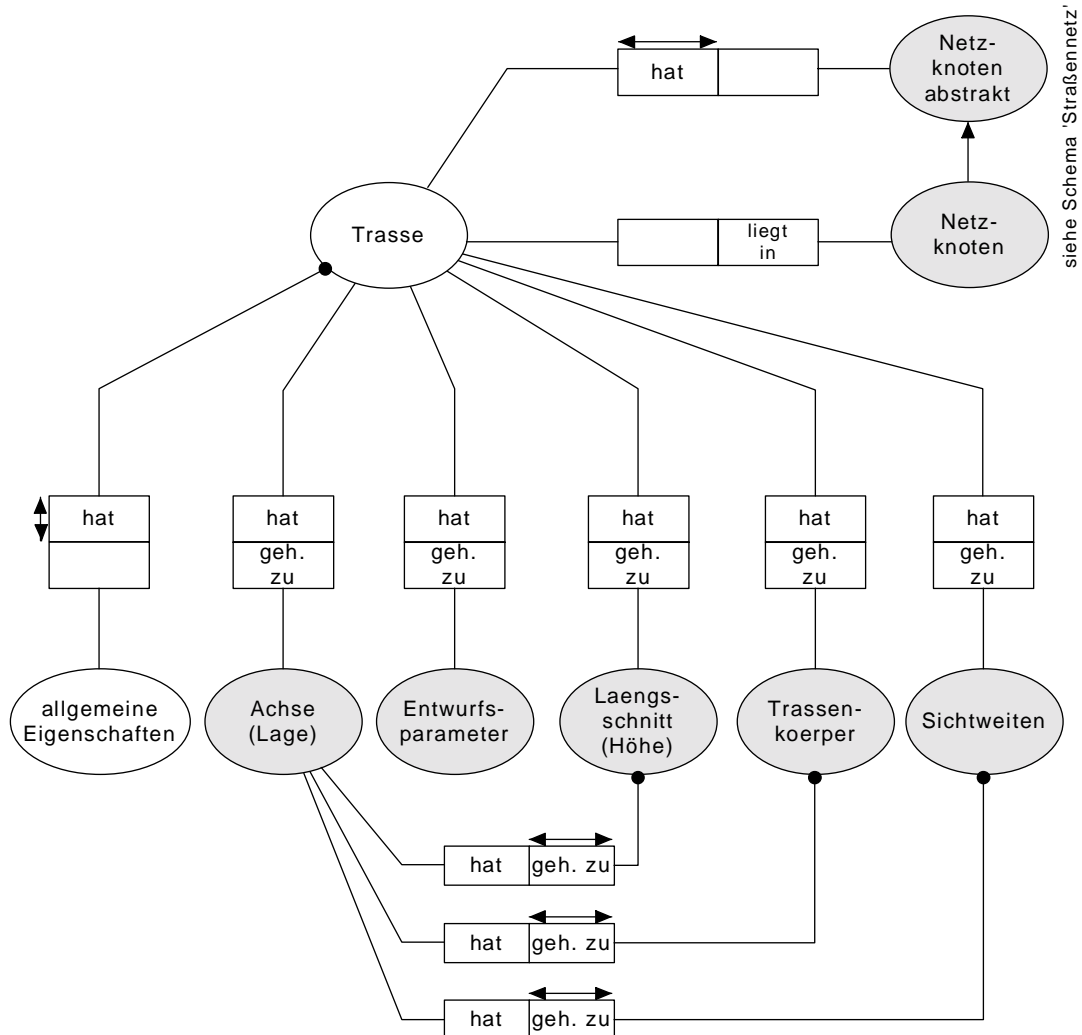 hat
Netz-
knoten
abstrakt
siehe Schema 'Straßennetz'
Trasse
liegt
in
Netz-
knoten
hat
hat
geh.
zu
hat
geh.
zu
hat
geh.
zu
hat
geh.
zu
hat
geh.
zu
allgemeine
Eigenschaften
Achse
(Lage)
Entwurfs-
parameter
Laengs-
schnitt
(Höhe)
Trassen-
koerper
Sichtweiten
hat geh. zu
hat geh. zu
hat geh. zu